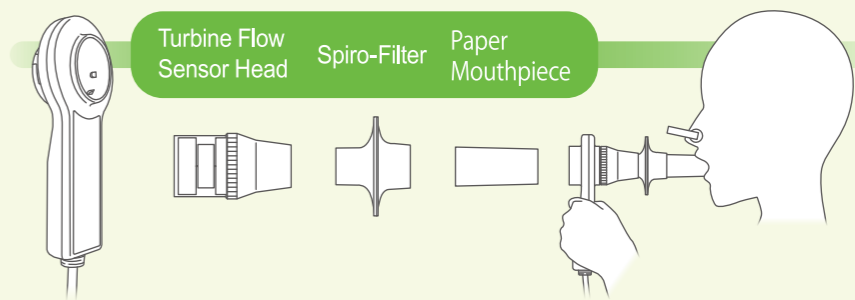 Turbine Flow
Sensor Head
Spiro-Filter
Paper
Mouthpiece